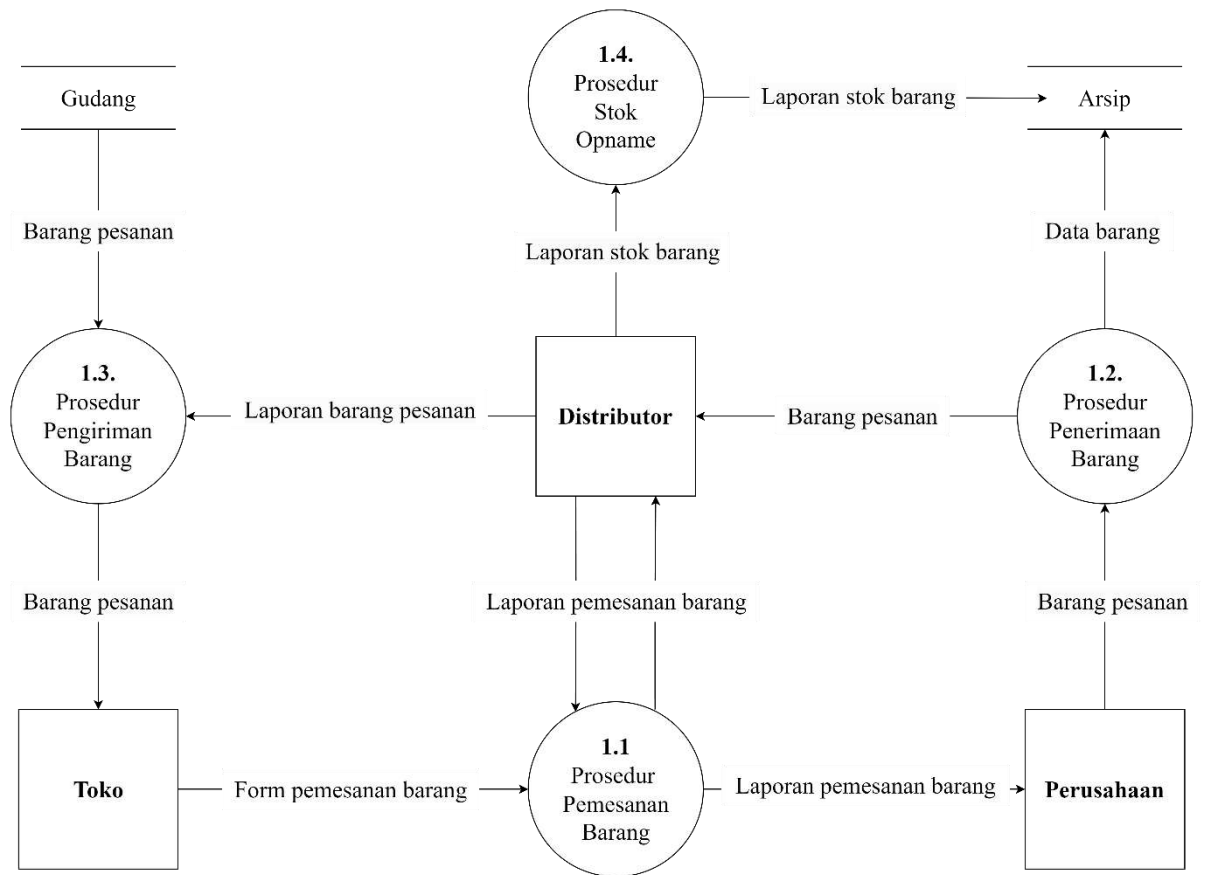 1.4.
Prosedur
Stok
Opname
Gudang
Laporan stok barang
Arsip
Barang pesanan
Laporan stok barang
Data barang
1.3.
Prosedur
Pengiriman
Barang
Laporan barang pesanan
Distributor
Barang pesanan
1.2.
Prosedur
Penerimaan
Barang
Barang pesanan
Laporan pemesanan barang
Barang pesanan
Toko
Form pemesanan barang
1.1
Prosedur
Pemesanan
Barang
Laporan pemesanan barang
Perusahaan